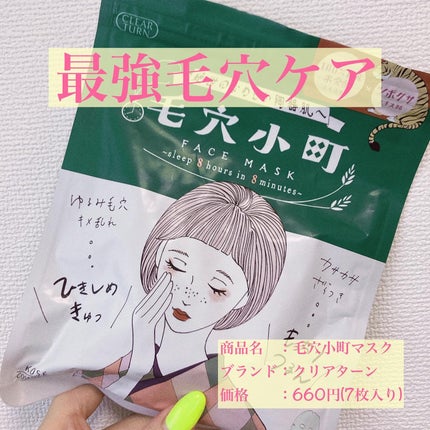 CLEAR
TURN
最強毛穴ケア
毛穴小町
FACE MASK
~sleep 8 hours in 8 minutes~
ゆるみ毛穴
キメ乱れ
ひきしめ
きゅっ
カサカサ
ざらつき
商品名 :毛穴小町マスク
ブランド:クリアターン
価格 :660円(7枚入り)